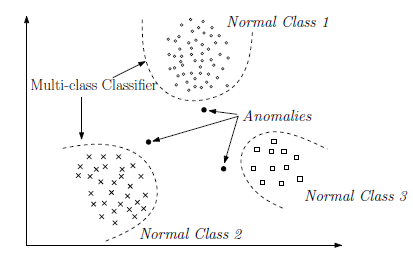 Normal Class 1
Multi-class Classifier
Anomalies
Normal Class 3
Normal Class 2